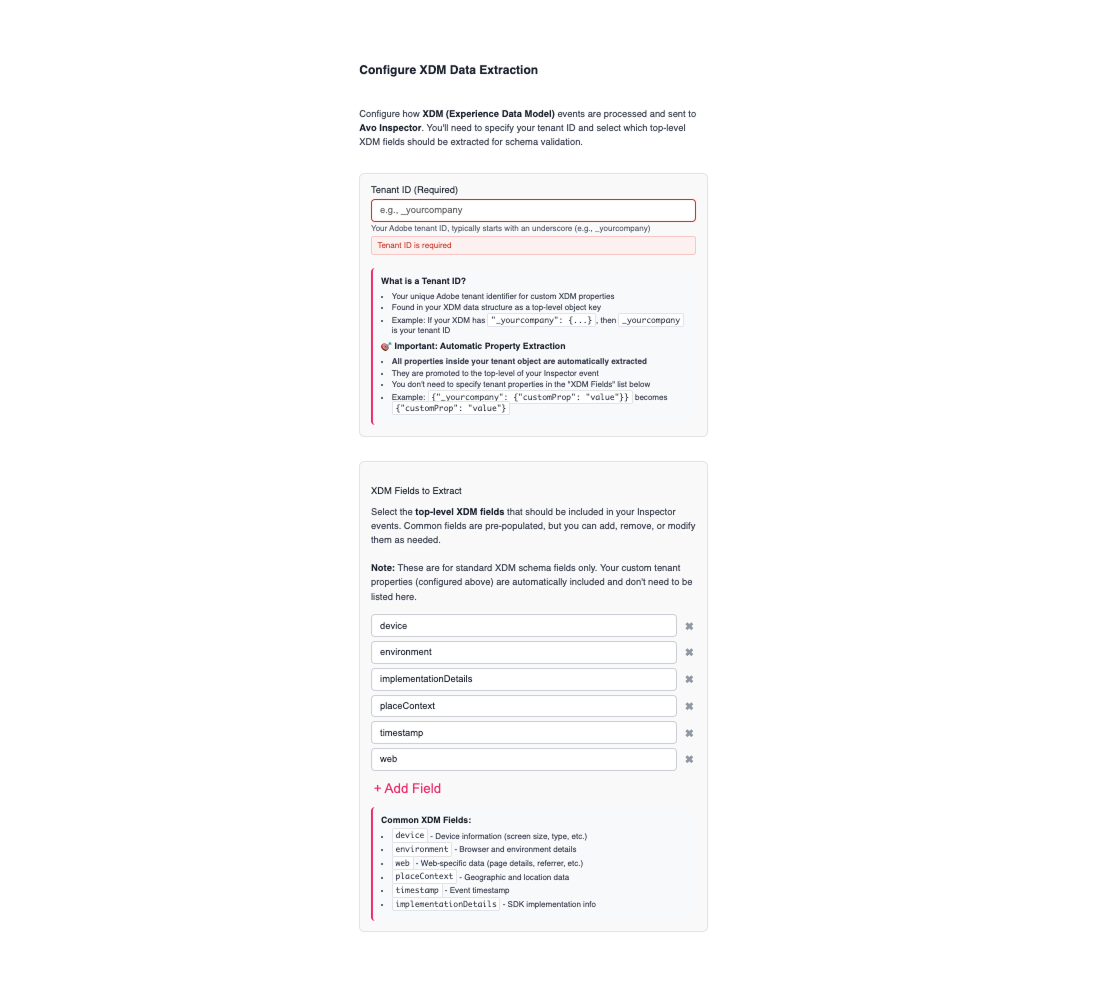 Configure XDM Data Extraction
Configure how XDM (Experience Data Model) events are processed and sent to
Avo Inspector. You'll need to specify your tenant ID and select which top-level
XDM fields should be extracted for schema validation.
Tenant ID (Required)
e.g., _yourcompany
Your Adobe tenant ID, typically starts with an underscore (e.g., _yourcompany)
Tenant ID is required
What is a Tenant ID?
• Your unique Adobe tenant identifier for custom XDM properties
• Found in your XDM data structure as a top-level object key
• Example: If your XDM has "_yourcompany": {...} , then _yourcompany
is your tenant ID
🎯 Important: Automatic Property Extraction
• All properties inside your tenant object are automatically extracted
• They are promoted to the top-level of your Inspector event
• You don't need to specify tenant properties in the "XDM Fields" list below
• Example: {"_yourcompany": {"customProp": "value"}} becomes
{"customProp": "value"}
XDM Fields to Extract
Select the top-level XDM fields that should be included in your Inspector
events. Common fields are pre-populated, but you can add, remove, or modify
them as needed.
Note: These are for standard XDM schema fields only. Your custom tenant
properties (configured above) are automatically included and don't need to be
listed here.
device ✖
environment ✖
implementationDetails ✖
placeContext ✖
timestamp ✖
web ✖
+ Add Field
Common XDM Fields:
• device - Device information (screen size, type, etc.)
• environment - Browser and environment details
• web - Web-specific data (page details, referrer, etc.)
• placeContext - Geographic and location data
• timestamp - Event timestamp
• implementationDetails - SDK implementation info